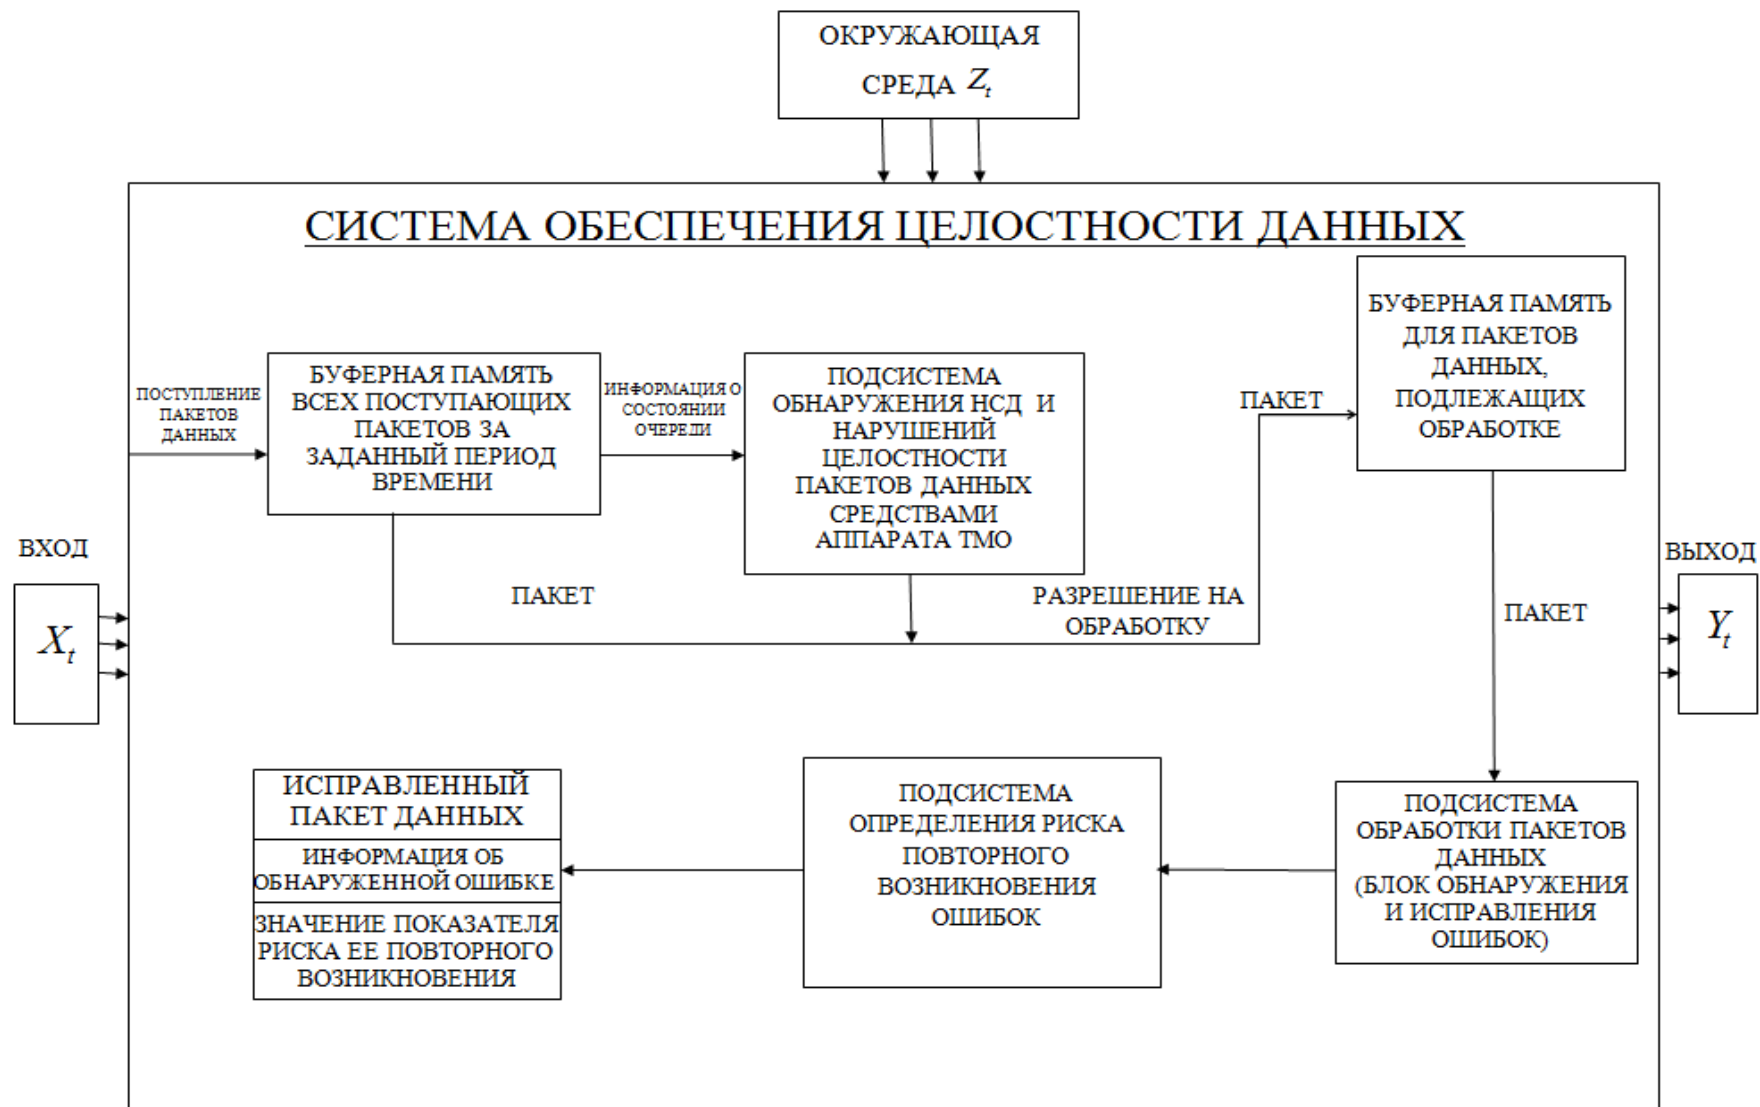 ОКРУЖАЮЩАЯ
СРЕДА Zt
СИСТЕМА ОБЕСПЕЧЕНИЯ ЦЕЛОСТНОСТИ ДАННЫХ
ПОСТУПЛЕНИЕ
ПАКЕТОВ
ДАННЫХ
БУФЕРНАЯ ПАМЯТЬ
ВСЕХ ПОСТУПАЮЩИХ
ПАКЕТОВ ЗА
ЗАДАННЫЙ ПЕРИОД
ВРЕМЕНИ
ИНФОРМАЦИЯ О
СОСТОЯНИИ
ОЧЕРЕДИ
ПОДСИСТЕМА
ОБНАРУЖЕНИЯ НСД И
НАРУШЕНИЙ
ЦЕЛОСТНОСТИ
ПАКЕТОВ ДАННЫХ
СРЕДСТВАМИ
АППАРАТА ТМО
ПАКЕТ
БУФЕРНАЯ ПАМЯТЬ
ДЛЯ ПАКЕТОВ
ДАННЫХ,
ПОДЛЕЖАЩИХ
ОБРАБОТКЕ
ВХОД
Xt
ПАКЕТ
РАЗРЕШЕНИЕ НА
ОБРАБОТКУ
ПАКЕТ
ВЫХОД
Yt
ИСПРАВЛЕННЫЙ
ПАКЕТ ДАННЫХ
ИНФОРМАЦИЯ ОБ
ОБНАРУЖЕННОЙ ОШИБКЕ
ЗНАЧЕНИЕ ПОКАЗАТЕЛЯ
РИСКА ЕЕ ПОВТОРНОГО
ВОЗНИКНОВЕНИЯ
ПОДСИСТЕМА
ОПРЕДЕЛЕНИЯ РИСКА
ПОВТОРНОГО
ВОЗНИКНОВЕНИЯ
ОШИБОК
ПОДСИСТЕМА
ОБРАБОТКИ ПАКЕТОВ
ДАННЫХ
(БЛОК ОБНАРУЖЕНИЯ
И ИСПРАВЛЕНИЯ
ОШИБОК)